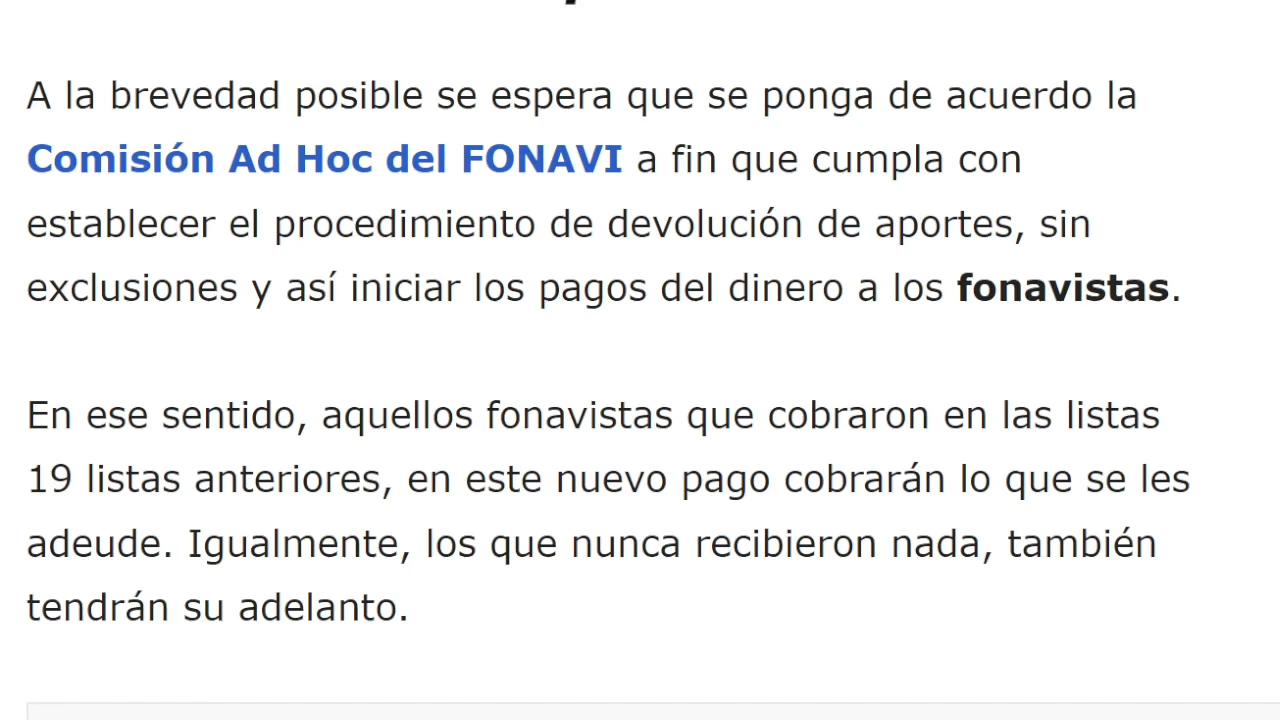 A la brevedad posible se espera que se ponga de acuerdo la
Comisión Ad Hoc del FONAVI a fin que cumpla con
establecer el procedimiento de devolución de aportes, sin
exclusiones y así iniciar los pagos del dinero a los fonavistas.
En ese sentido, aquellos fonavistas que cobraron en las listas
19 listas anteriores, en este nuevo pago cobrarán lo que se les
adeude. Igualmente, los que nunca recibieron nada, también
tendrán su adelanto.